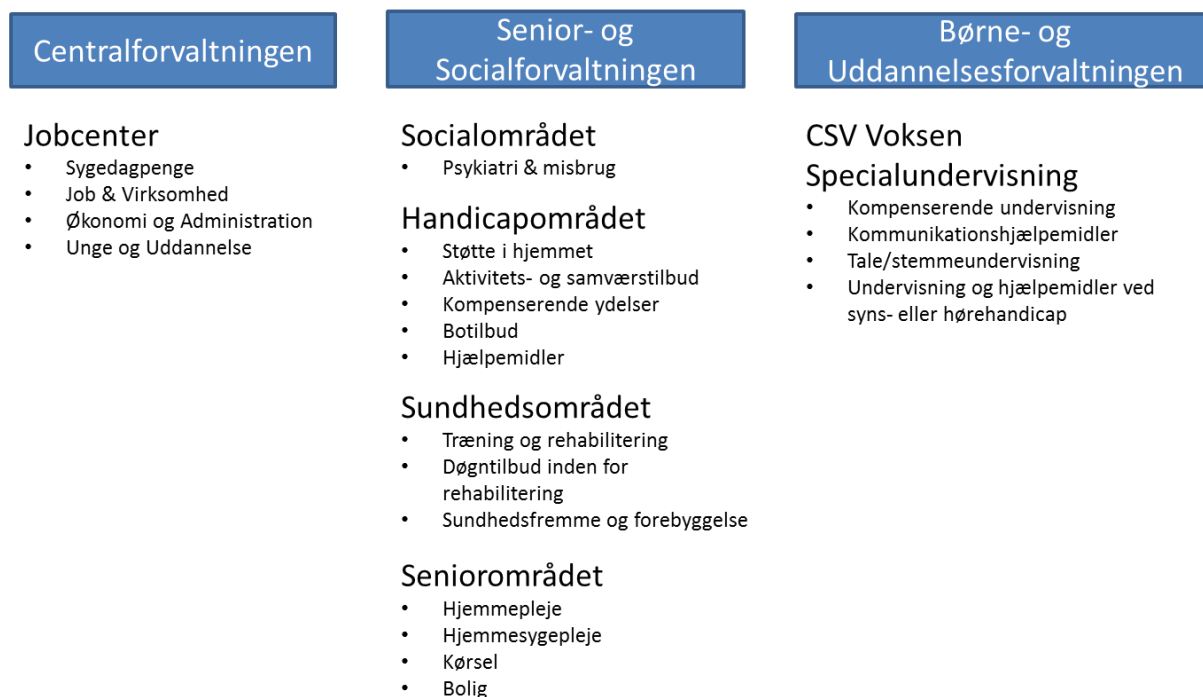 Centralforvaltningen
Jobcenter
• Sygedagpenge
• Job & Virksomhed
• Økonomi og Administration
• Unge og Uddannelse
Senior- og
Socialforvaltningen
Socialområdet
• Psykiatri & misbrug
Handicapområdet
• Støtte i hjemmet
• Aktivitets- og samværstilbud
• Kompenserende ydelser
• Botilbud
• Hjælpemidler
Sundhedsområdet
• Træning og rehabilitering
• Døgntilbud inden for
rehabilitering
• Sundhedsfremme og forebyggelse
Seniorområdet
• Hjemmepleje
• Hjemmesygepleje
• Kørsel
• Bolig
Børne- og
Uddannelsesforvaltningen
CSV Voksen
Specialundervisning
• Kompenserende undervisning
• Kommunikationshjælpemidler
• Tale/stemmeundervisning
• Undervisning og hjælpemidler ved
syns- eller hørehandicap